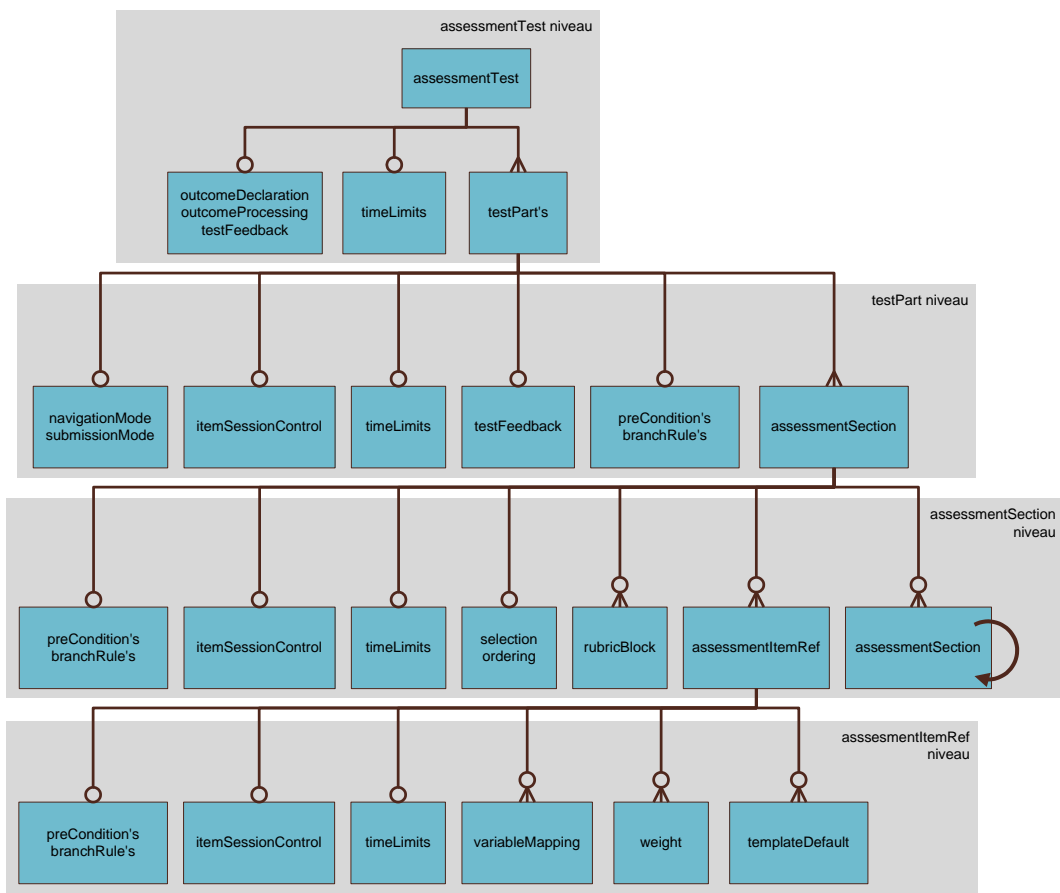 assessmentTest niveau
assessmentTest
outcomeDeclaration
outcomeProcessing
testFeedback
timeLimits
testPart's
testPart niveau
navigationMode
submissionMode
itemSessionControl
timeLimits
testFeedback
preCondition's
branchRule's
assessmentSection
assessmentSection
niveau
preCondition's
branchRule's
itemSessionControl
timeLimits
selection
ordering
rubricBlock
assessmentItemRef
assessmentSection
asssesmentItemRef
niveau
preCondition's
branchRule's
itemSessionControl
timeLimits
variableMapping
weight
templateDefault